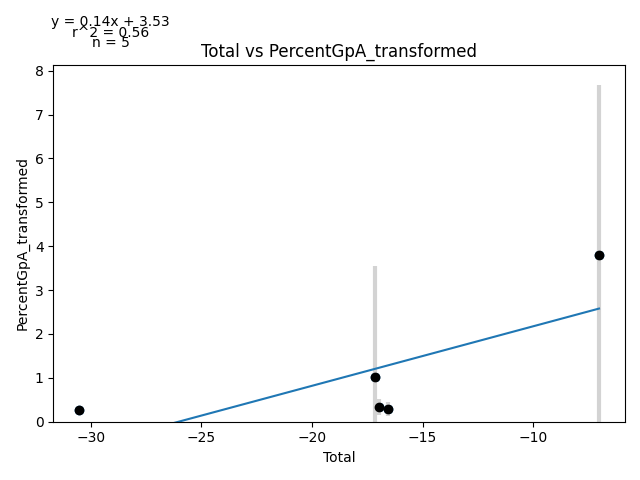 y = 0.14x + 3.53
r^2 = 0.56
n = 5
Total vs PercentGpA_transformed
8
7
6
5
4
3
2
1
0
PercentGpA_transformed
−30
−25
−20
−15
−10
Total